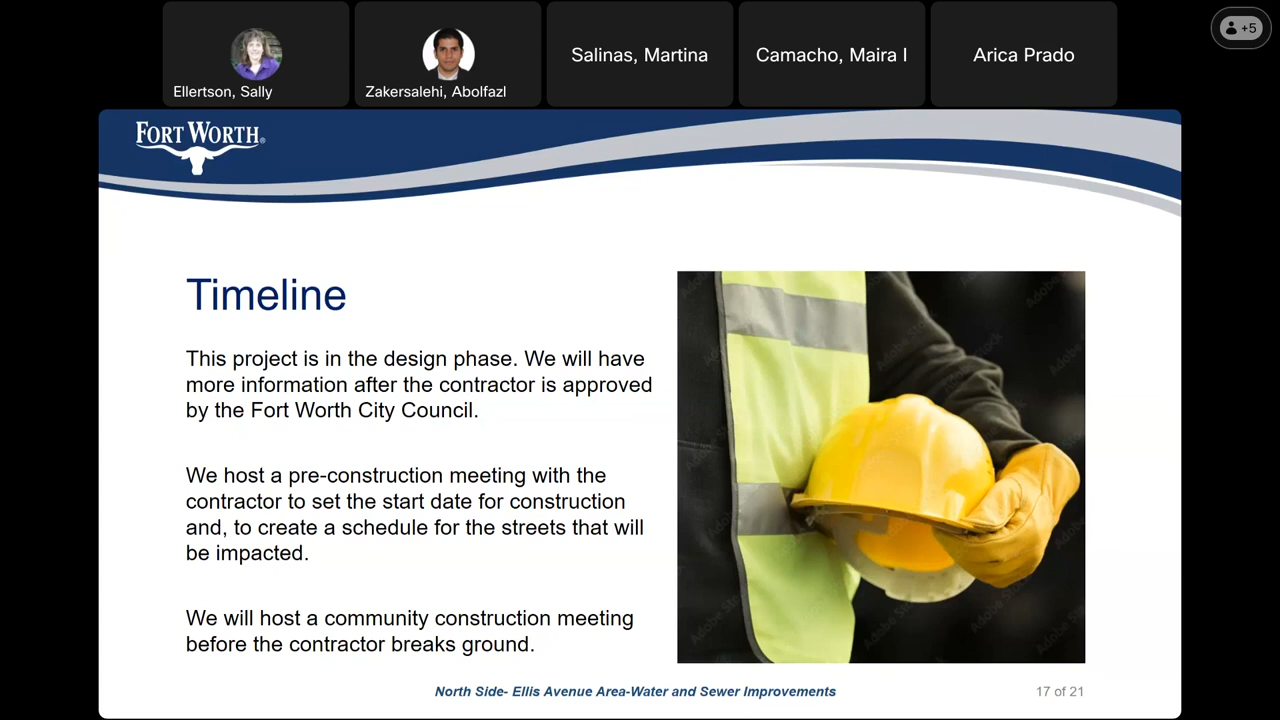 Ellertson, Sally
Zakersalehi, Abolfazl
Salinas, Martina
Camacho, Maira I
Arica Prado
+5
FORT WORTH®
Timeline
This project is in the design phase. We will have
more information after the contractor is approved
by the Fort Worth City Council.
We host a pre-construction meeting with the
contractor to set the start date for construction
and, to create a schedule for the streets that will
be impacted.
We will host a community construction meeting
before the contractor breaks ground.
North Side- Ellis Avenue Area-Water and Sewer Improvements
17 of 21